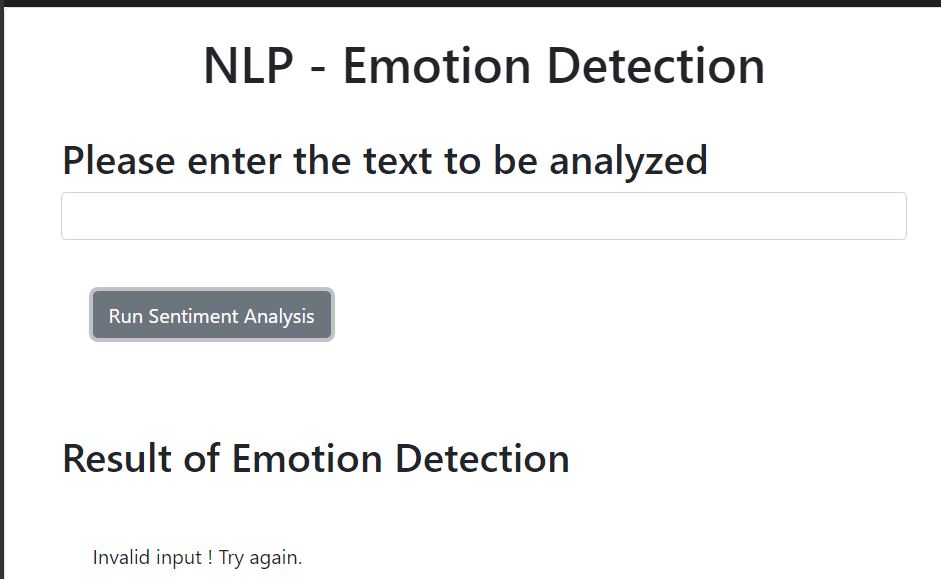 NLP - Emotion Detection
Please enter the text to be analyzed
Run Sentiment Analysis
Result of Emotion Detection
Invalid input ! Try again.